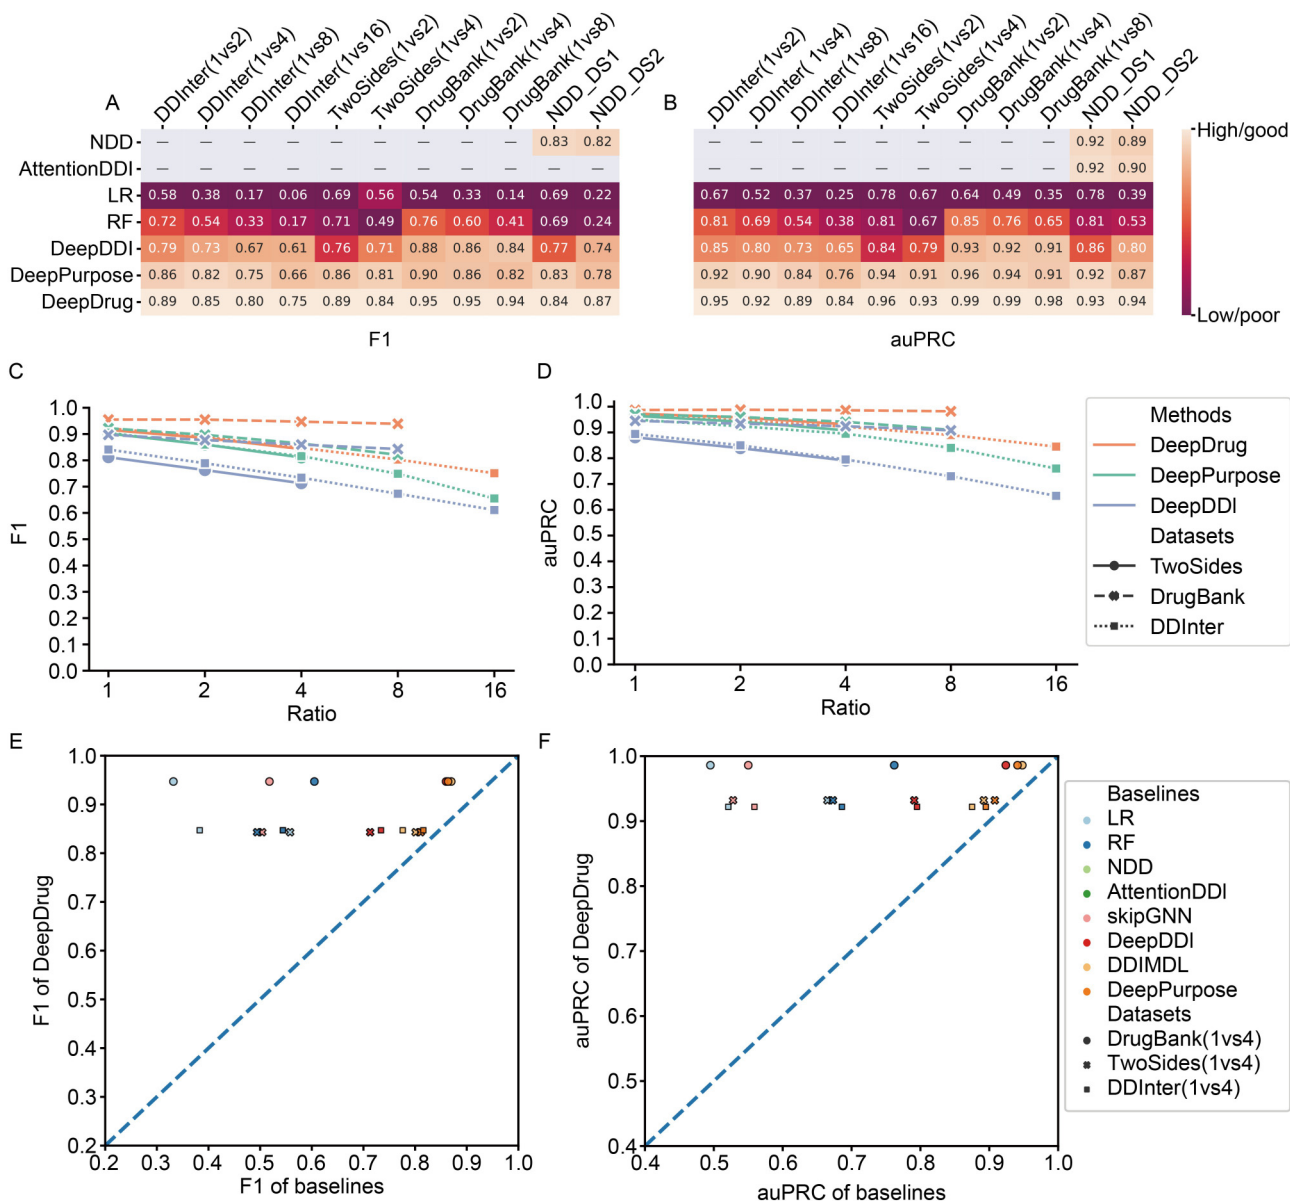 A
DDInter(1vs2)
DDInter(1vs4)
DDInter(1vs8)
DDInter(1vs16)
TwoSides(1vs2)
TwoSides(1vs4)
DrugBank(1vs2)
DrugBank(1vs4)
DrugBank(1vs8)
NDD_DS1
NDD_DS2
NDD — — — — — — — — — 0.83 0.82
AttentionDDI — — — — — — — — — — —
LR 0.58 0.38 0.17 0.06 0.69 0.56 0.54 0.33 0.14 0.69 0.22
RF 0.72 0.54 0.33 0.17 0.71 0.49 0.76 0.60 0.41 0.69 0.24
DeepDDI 0.79 0.73 0.67 0.61 0.76 0.71 0.88 0.86 0.84 0.77 0.74
DeepPurpose 0.86 0.82 0.75 0.66 0.86 0.81 0.90 0.86 0.82 0.83 0.78
DeepDrug 0.89 0.85 0.80 0.75 0.89 0.84 0.95 0.95 0.94 0.84 0.87
F1
B
DDInter(1vs2)
DDInter( 1vs4)
DDInter(1vs8)
DDInter(1vs16)
TwoSides(1vs2)
TwoSides(1vs4)
DrugBank(1vs2)
DrugBank(1vs4)
DrugBank(1vs8)
NDD_DS1
NDD_DS2
— — — — — — — — — 0.92 0.89
— — — — — — — — — 0.92 0.90
0.67 0.52 0.37 0.25 0.78 0.67 0.64 0.49 0.35 0.78 0.39
0.81 0.69 0.54 0.38 0.81 0.67 0.85 0.76 0.65 0.81 0.53
0.85 0.80 0.73 0.65 0.84 0.79 0.93 0.92 0.91 0.86 0.80
0.92 0.90 0.84 0.76 0.94 0.91 0.96 0.94 0.91 0.92 0.87
0.95 0.92 0.89 0.84 0.96 0.93 0.99 0.99 0.98 0.93 0.94
auPRC
High/good
Low/poor
C
F1
1.0
0.9
0.8
0.7
0.6
0.5
0.4
0.3
0.2
0.1
0.0
1 2 4 8 16
Ratio
D
auPRC
1.0
0.9
0.8
0.7
0.6
0.5
0.4
0.3
0.2
0.1
0.0
1 2 4 8 16
Ratio
Methods
DeepDrug
DeepPurpose
DeepDDI
Datasets
TwoSides
DrugBank
DDInter
E
F1 of DeepDrug
1.0
0.9
0.8
0.7
0.6
0.5
0.4
0.3
0.2
0.2 0.3 0.4 0.5 0.6 0.7 0.8 0.9 1.0
F1 of baselines
F
auPRC of DeepDrug
1.0
0.9
0.8
0.7
0.6
0.5
0.4
0.4 0.5 0.6 0.7 0.8 0.9 1.0
auPRC of baselines
Baselines
LR
RF
NDD
AttentionDDI
skipGNN
DeepDDI
DDIMDL
DeepPurpose
Datasets
DrugBank(1vs4)
TwoSides(1vs4)
DDInter(1vs4)